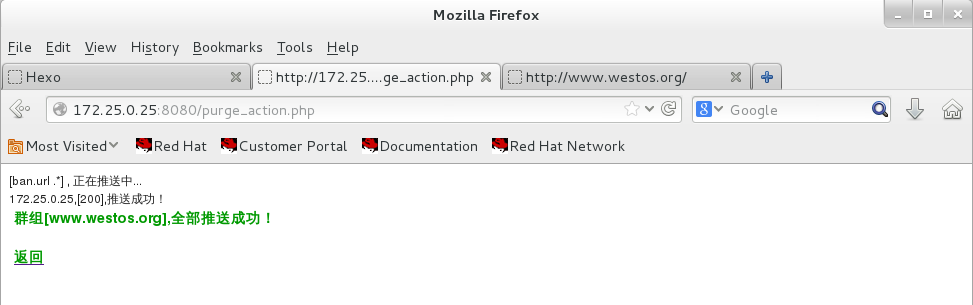 Mozilla Firefox
File Edit View History Bookmarks Tools Help
Hexo http://172.25....ge_action.php http://www.westos.org/
172.25.0.25:8080/purge_action.php Google
Most Visited Red Hat Customer Portal Documentation Red Hat Network
[ban.url .*] , 正在推送中...
172.25.0.25,[200],推送成功！
群组[www.westos.org],全部推送成功！
返回